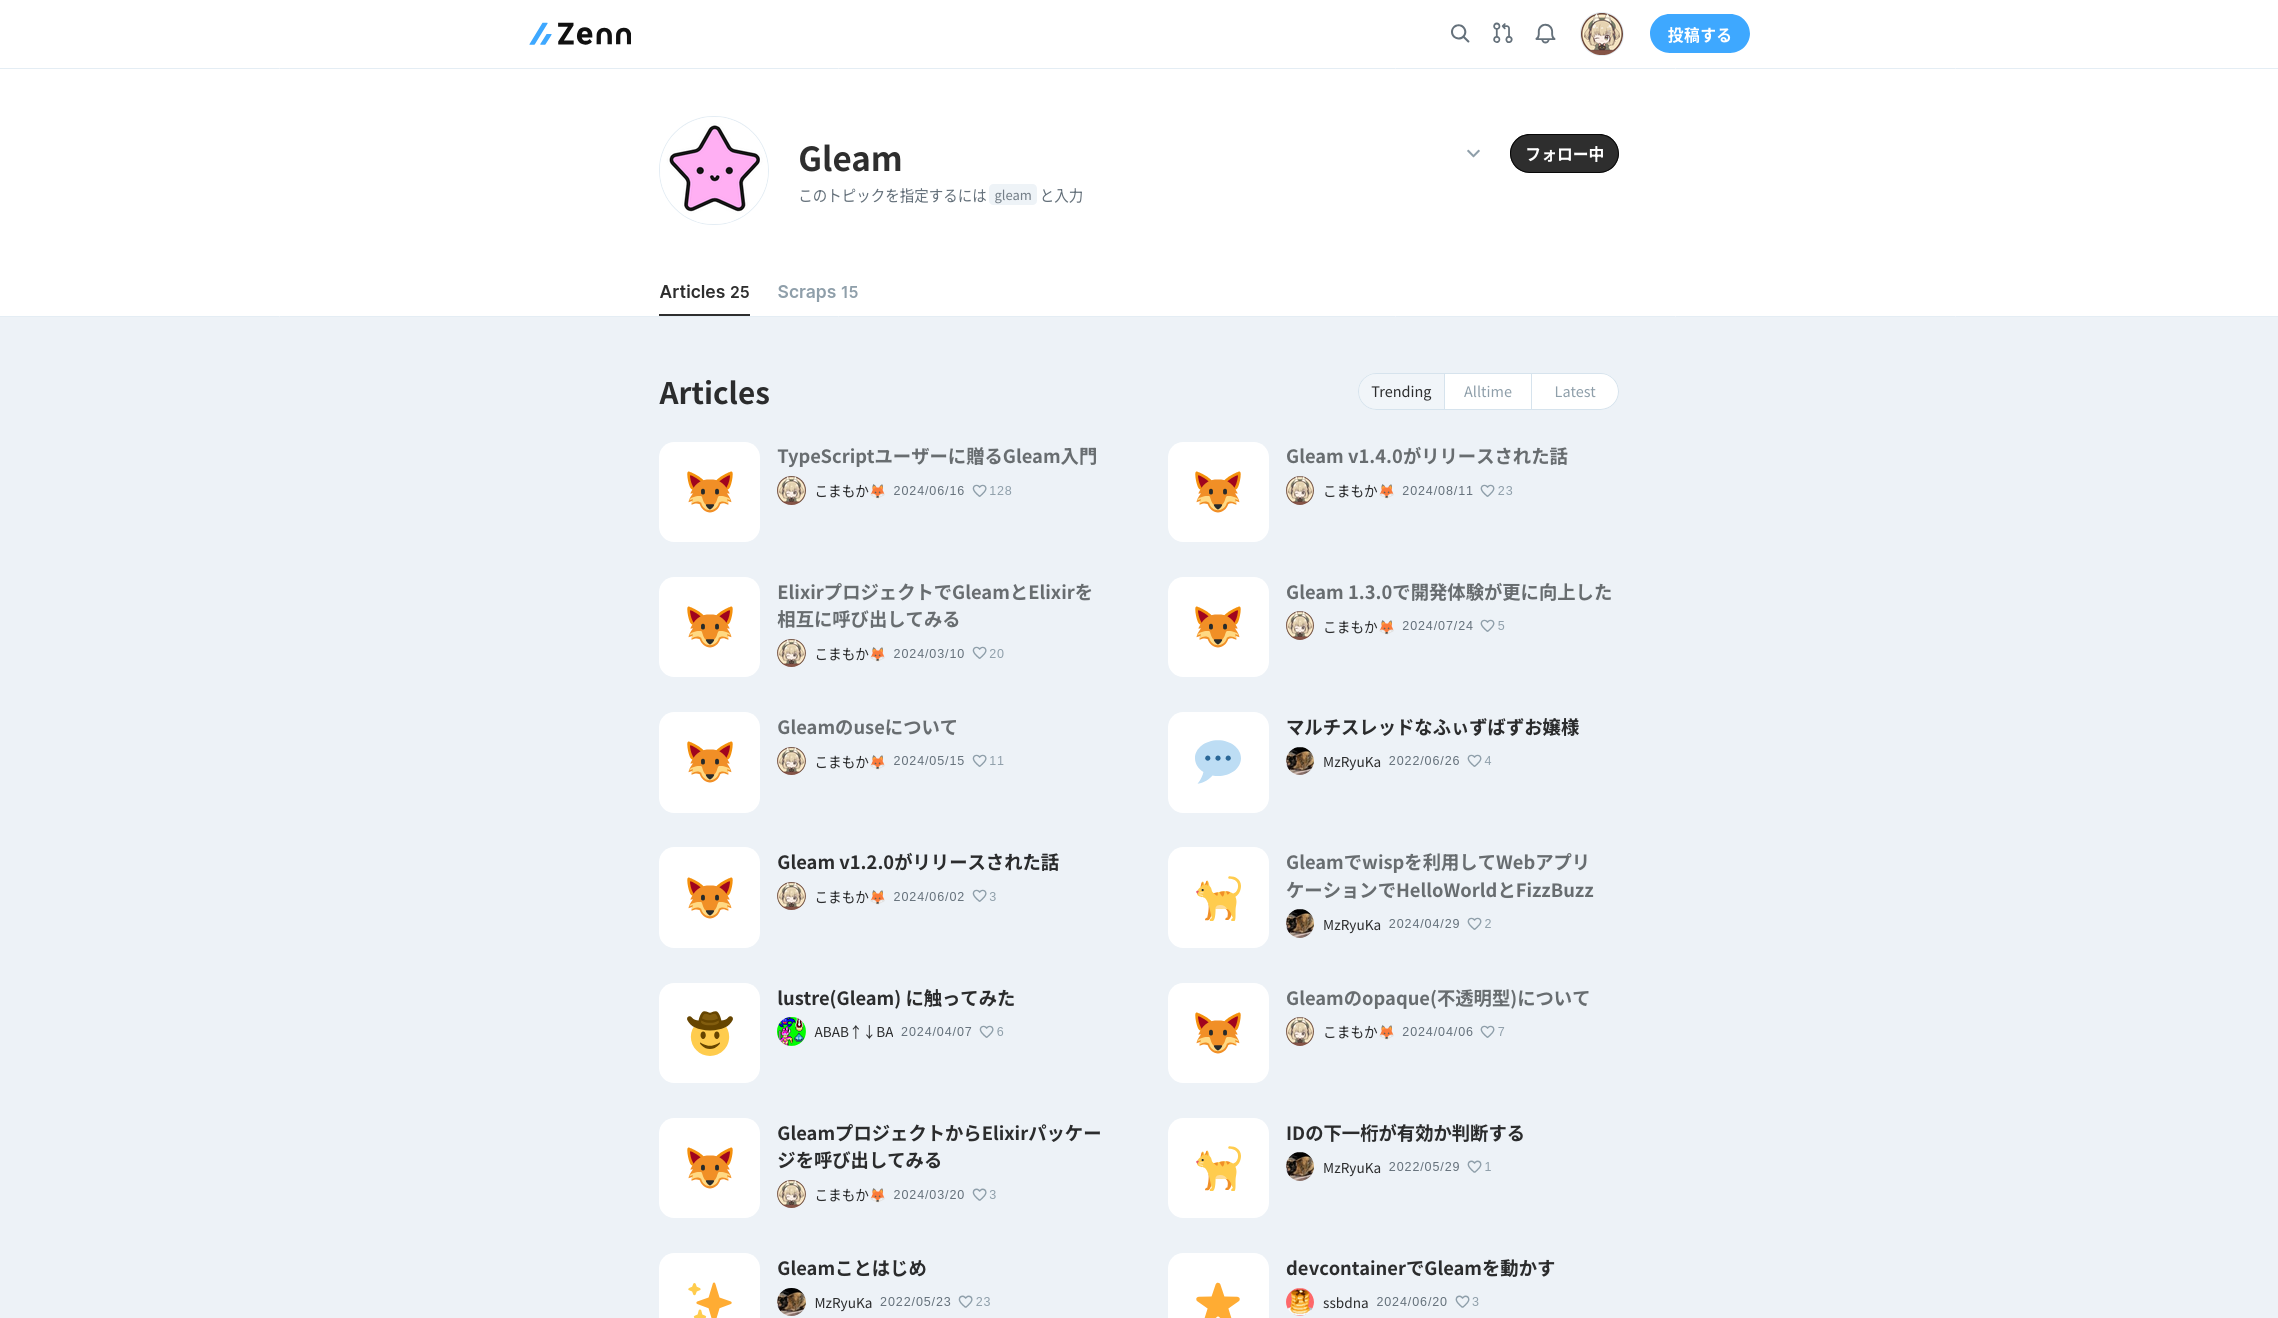 Zenn
投稿する
Gleam
フォロー中
このトピックを指定するには gleam と入力
Articles 25
Scraps 15
Articles
Trending
Alltime
Latest
TypeScriptユーザーに贈るGleam入門
こまもか🦊 2024/06/16 128
Gleam v1.4.0がリリースされた話
こまもか🦊 2024/08/11 23
ElixirプロジェクトでGleamとElixirを
相互に呼び出してみる
こまもか🦊 2024/03/10 20
Gleam 1.3.0で開発体験が更に向上した
こまもか🦊 2024/07/24 5
Gleamのuseについて
こまもか🦊 2024/05/15 11
マルチスレッドなふぃずばずお嬢様
MzRyuKa 2022/06/26 4
Gleam v1.2.0がリリースされた話
こまもか🦊 2024/06/02 3
Gleamでwispを利用してWebアプリ
ケーションでHelloWorldとFizzBuzz
MzRyuKa 2024/04/29 2
lustre(Gleam) に触ってみた
ABAB↑↓BA 2024/04/07 6
Gleamのopaque(不透明型)について
こまもか🦊 2024/04/06 7
GleamプロジェクトからElixirパッケー
ジを呼び出してみる
こまもか🦊 2024/03/20 3
IDの下一桁が有効か判断する
MzRyuKa 2022/05/29 1
Gleamことはじめ
MzRyuKa 2022/05/23 23
devcontainerでGleamを動かす
ssbdna 2024/06/20 3